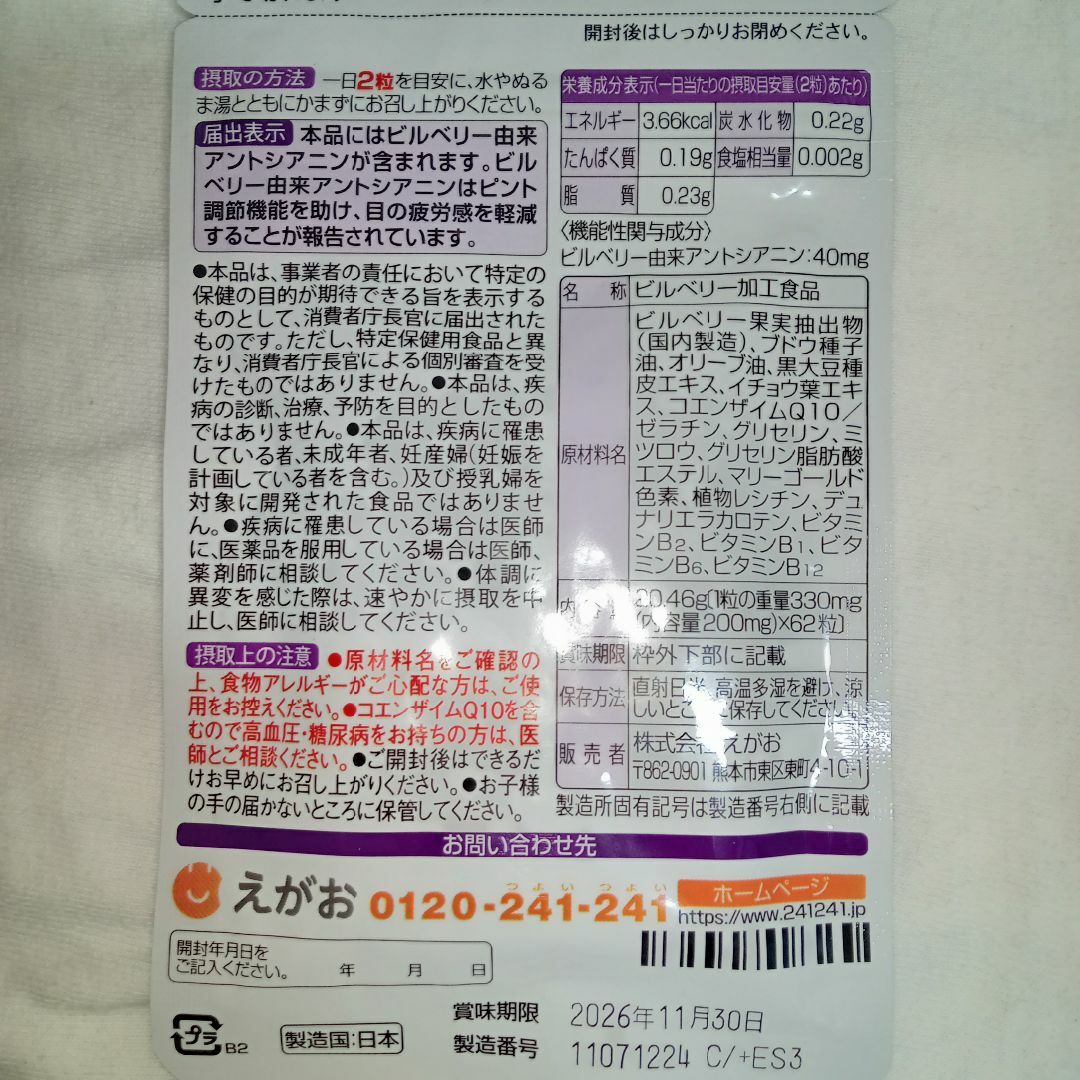 開封後はしっかりお閉めください。
摂取の方法 一日2粒を目安に、水やぬる
ま湯とともにかまずにお召し上がりください。
届出表示 本品にはビルベリー由来
アントシアニンが含まれます。ビル
ベリー由来アントシアニンはピント
調節機能を助け、目の疲労感を軽減
することが報告されています。
●本品は、事業者の責任において特定の
保健の目的が期待できる旨を表示する
ものとして、消費者庁長官に届出された
ものです。ただし、特定保健用食品と異
なり、消費者庁長官による個別審査を受
けたものではありません。●本品は、疾
病の診断、治療、予防を目的としたもの
ではありません。●本品は、疾病に罹患
している者、未成年者、妊産婦(妊娠を
計画している者を含む。)及び授乳婦を
対象に開発された食品ではありませ
ん。●疾病に罹患している場合は医師
に、医薬品を服用している場合は医師、
薬剤師に相談してください。●体調に
異変を感じた際は、速やかに摂取を中
止し、医師に相談してください。
摂取上の注意 ●原材料名をご確認の
上、食物アレルギーがご心配な方は、ご使
用をお控えください。●コエンザイムQ10を含
むので高血圧・糖尿病をお持ちの方は、医
師とご相談ください。●ご開封後はできるだ
けお早めにお召し上がりください。●お子様
の手の届かないところに保管してください。
栄養成分表示(一日当たりの摂取目安量(2粒)あたり)
エネルギー 3.66kcal 炭水化物 0.22g
たんぱく質 0.19g 食塩相当量 0.002g
脂質 0.23g
〈機能性関与成分〉
ビルベリー由来アントシアニン:40mg
名称 ビルベリー加工食品
原材料名 ビルベリー果実抽出物
(国内製造)、ブドウ種子
油、オリーブ油、黒大豆種
皮エキス、イチョウ葉エキ
ス、コエンザイムQ10/
ゼラチン、グリセリン、ミ
ツロウ、グリセリン脂肪酸
エステル、マリーゴールド
色素、植物レシチン、デュ
ナリエラカロテン、ビタミ
ンB2、ビタミンB1、ビタ
ミンB6、ビタミンB12
内 20.46g〔1粒の重量330mg
(内容量200mg)×62粒〕
賞味期限 枠外下部に記載
保存方法 直射日光、高温多湿を避け、涼
しいところに保存してください。
販売者 株式会社えがお
〒862-0901 熊本市東区東町4-10-1
製造所固有記号は製造番号右側に記載
お問い合わせ先
えがお 0120-241-241
つよい つよい
ホームページ
https://www.241241.jp
開封年月日を
ご記入ください。 年 月 日
プラ B2
製造国:日本
賞味期限 2026年11月30日
製造番号 11071224 C/+ES3